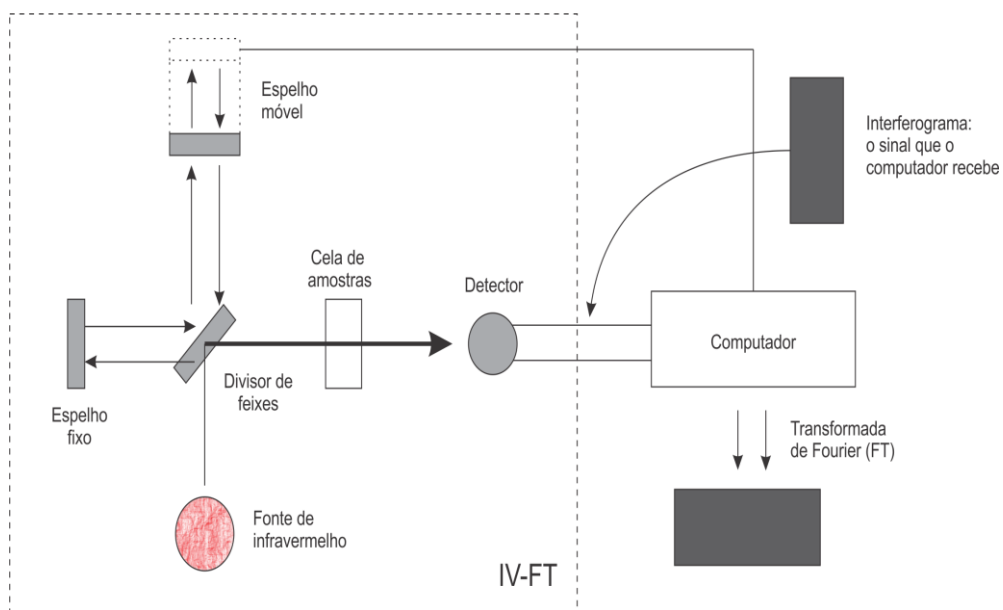 Espelho
móvel
Interferograma:
o sinal que o
computador recebe
Cela de
amostras
Detector
Computador
Divisor de
feixes
Espelho
fixo
Transformada
de Fourier (FT)
Fonte de
infravermelho
IV-FT